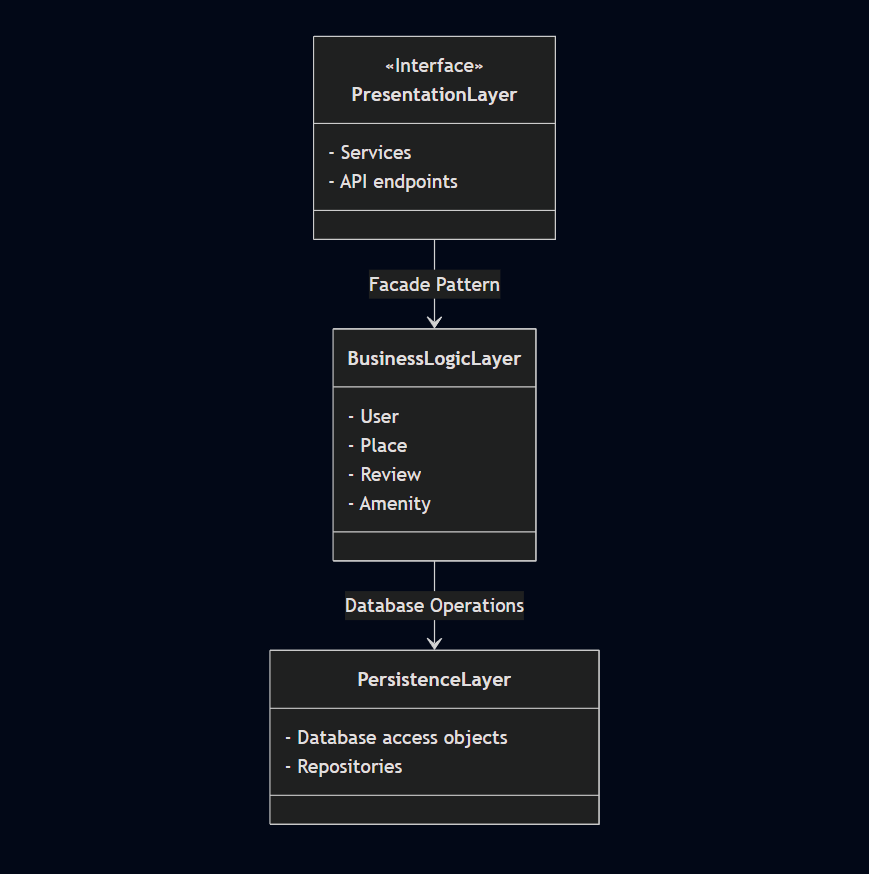 «Interface»
PresentationLayer
- Services
- API endpoints
Facade Pattern
BusinessLogicLayer
- User
- Place
- Review
- Amenity
Database Operations
PersistenceLayer
- Database access objects
- Repositories